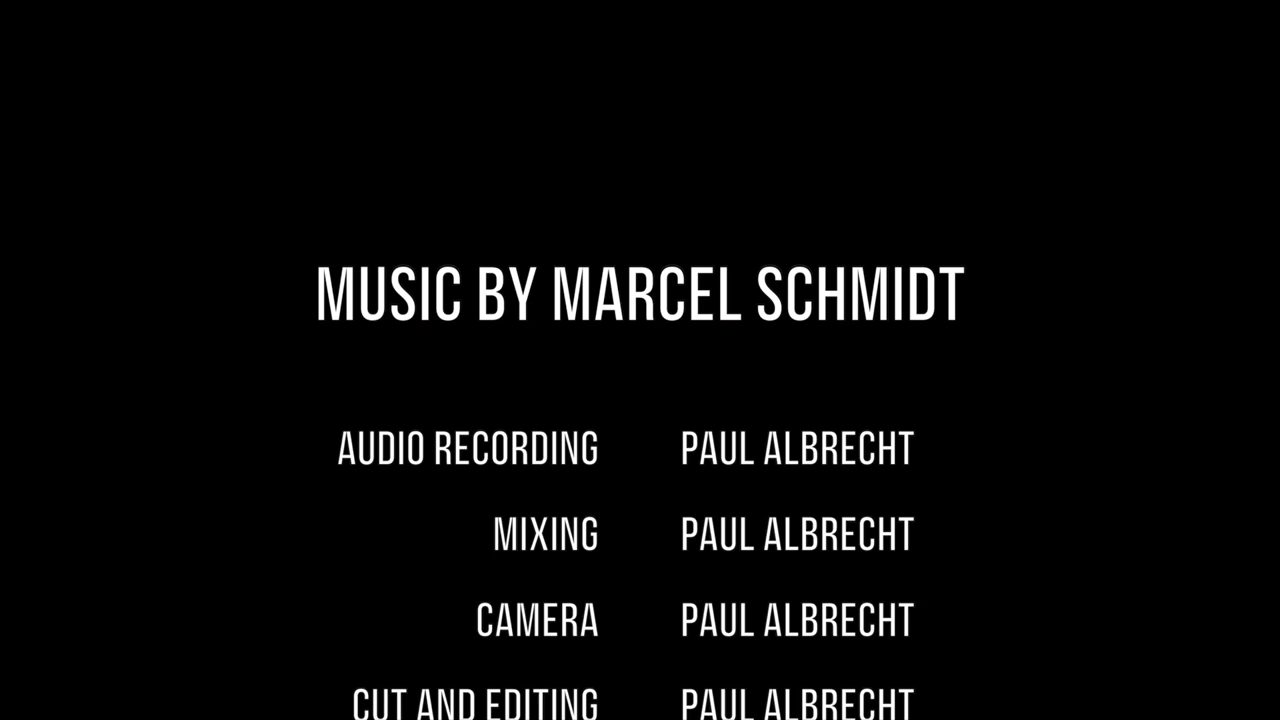 MUSIC BY MARCEL SCHMIDT
AUDIO RECORDING PAUL ALBRECHT
MIXING PAUL ALBRECHT
CAMERA PAUL ALBRECHT
CUT AND EDITING PAUL ALBRECHT